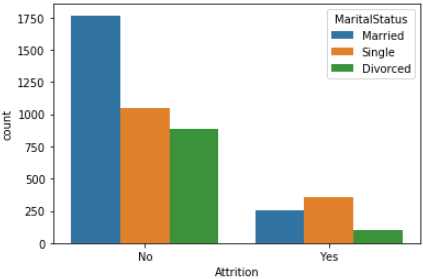 MaritalStatus
Married
Single
Divorced
1750
1500
1250
1000
750
500
250
0
count
No
Yes
Attrition